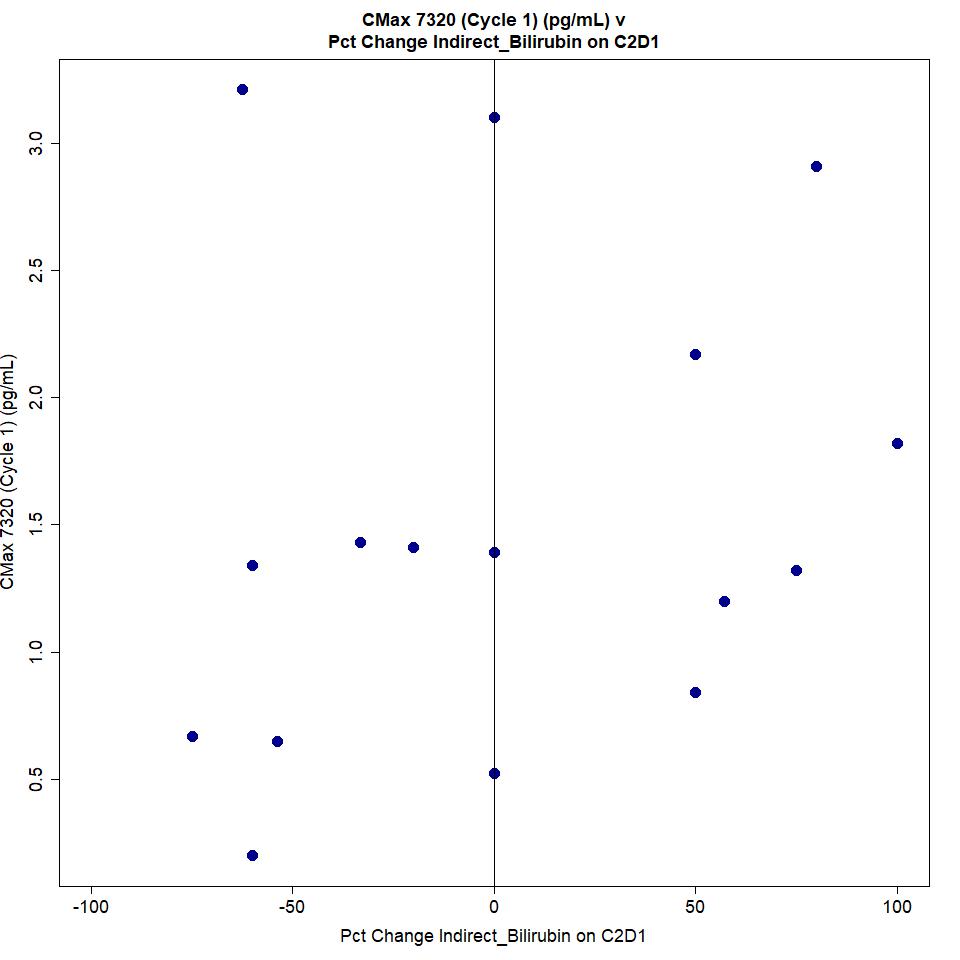 CMax 7320 (Cycle 1) (pg/mL) v
Pct Change Indirect_Bilirubin on C2D1
CMax 7320 (Cycle 1) (pg/mL)
3.0
2.5
2.0
1.5
1.0
0.5
-100 -50 0 50 100
Pct Change Indirect_Bilirubin on C2D1